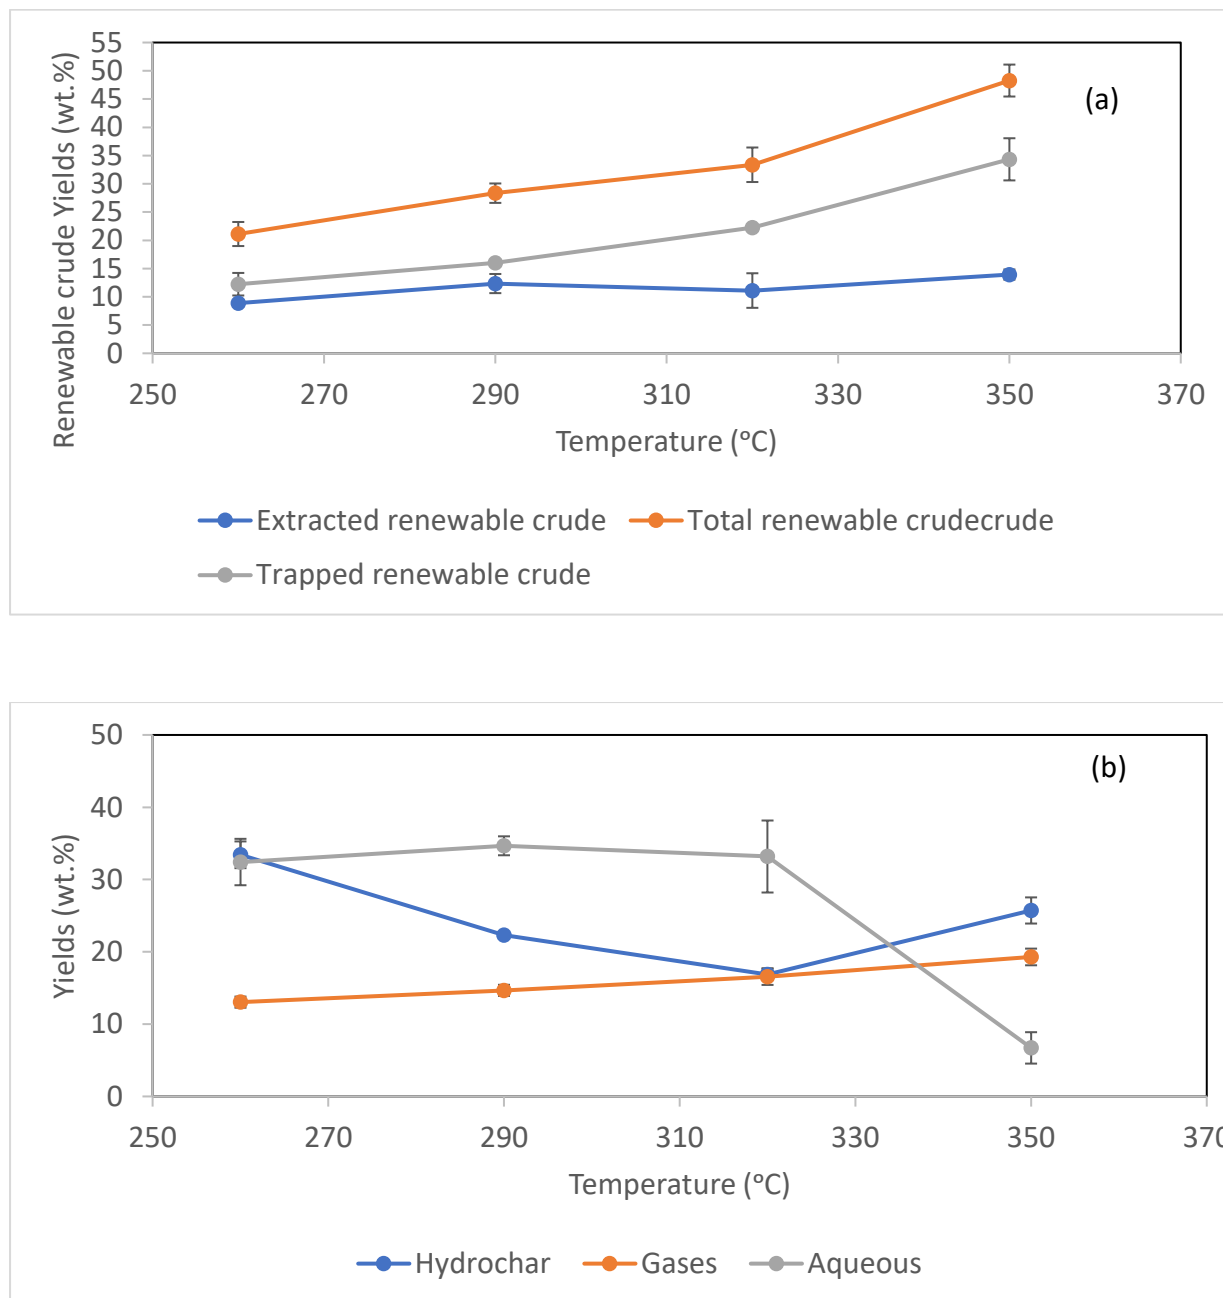 55
50
45
40
35
30
25
20
15
10
5
0
Renewable crude Yields (wt.%)
(a)
250 270 290 310 330 350 370
Temperature (°C)
Extracted renewable crude Total renewable crudecrude
Trapped renewable crude
50
40
30
20
10
0
Yields (wt.%)
(b)
250 270 290 310 330 350 370
Temperature (°C)
Hydrochar Gases Aqueous